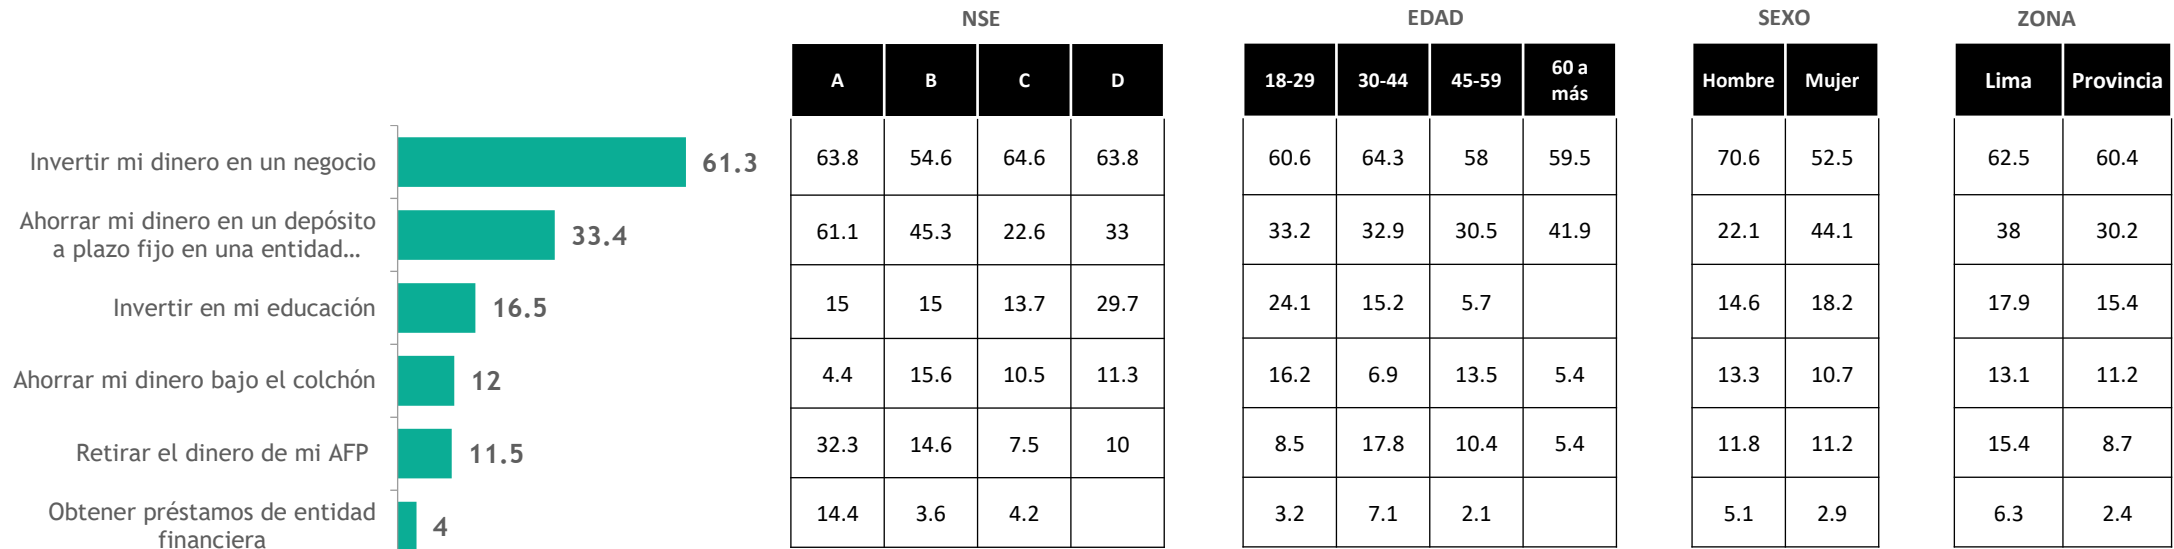 NSE EDAD SEXO ZONA
A B C D 18-29 30-44 45-59 60 a más Hombre Mujer Lima Provincia
Invertir mi dinero en un negocio 61.3 63.8 54.6 64.6 63.8 60.6 64.3 58 59.5 70.6 52.5 62.5 60.4
Ahorrar mi dinero en un depósito
a plazo fijo en una entidad... 33.4 61.1 45.3 22.6 33 33.2 32.9 30.5 41.9 22.1 44.1 38 30.2
Invertir en mi educación 16.5 15 15 13.7 29.7 24.1 15.2 5.7 14.6 18.2 17.9 15.4
Ahorrar mi dinero bajo el colchón 12 4.4 15.6 10.5 11.3 16.2 6.9 13.5 5.4 13.3 10.7 13.1 11.2
Retirar el dinero de mi AFP 11.5 32.3 14.6 7.5 10 8.5 17.8 10.4 5.4 11.8 11.2 15.4 8.7
Obtener préstamos de entidad
financiera 4 14.4 3.6 4.2 3.2 7.1 2.1 5.1 2.9 6.3 2.4